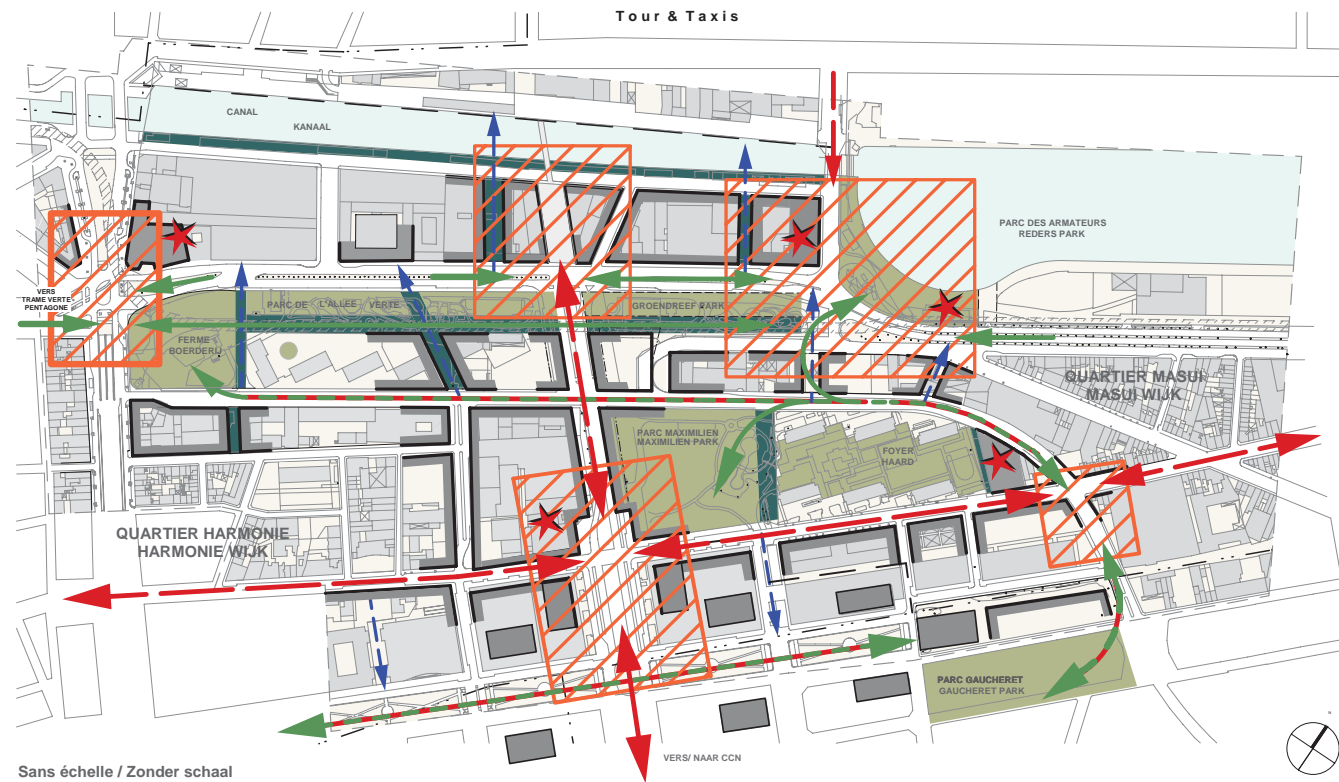 Tour & Taxis
CANAL
KANAAL
PARC DES ARMATEURS
REDERS PARK
VERS
TRAME VERTE
PENTAGONE
PARC DE L'ALLEE VERTE
GROENDREEF PARK
FERME
BOERDERIJ
QUARTIER MASUI
MASUI WIJK
PARC MAXIMILIEN
MAXIMILIEN PARK
FOYER
HAARD
QUARTIER HARMONIE
HARMONIE WIJK
PARC GAUCHERET
GAUCHERET PARK
VERS/ NAAR CCN
Sans échelle / Zonder schaal